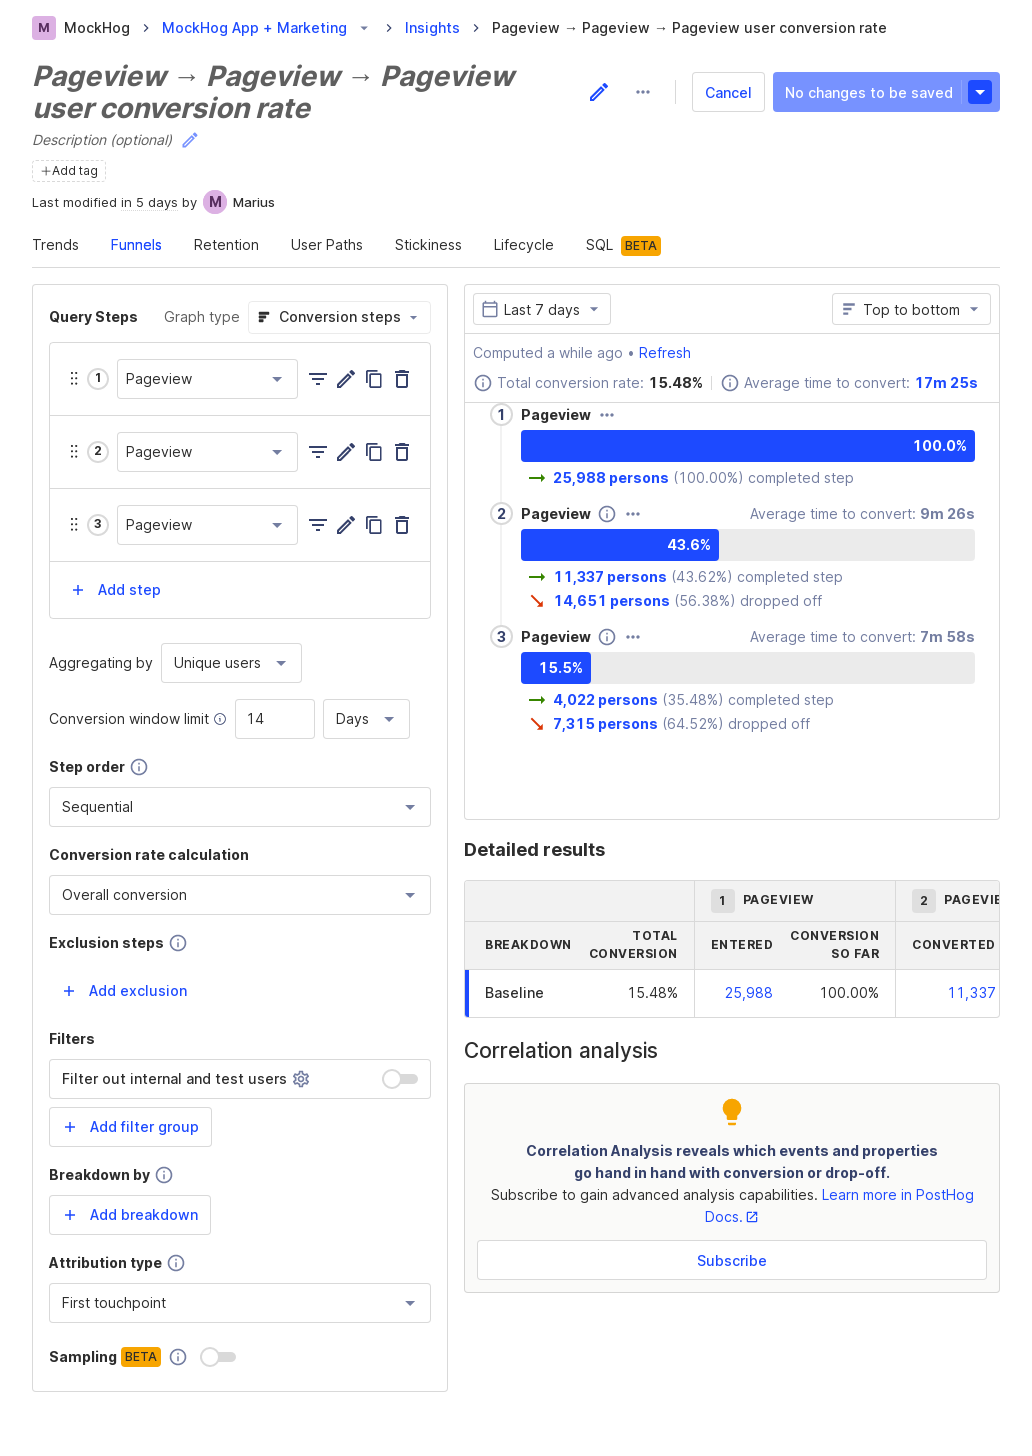 M MockHog > MockHog App + Marketing > Insights > Pageview → Pageview → Pageview user conversion rate
Pageview → Pageview → Pageview
user conversion rate
Cancel
No changes to be saved
Description (optional)
+Add tag
Last modified in 5 days by M Marius
Trends Funnels Retention User Paths Stickiness Lifecycle SQL BETA
Query Steps Graph type Conversion steps
1 Pageview
2 Pageview
3 Pageview
+ Add step
Aggregating by Unique users
Conversion window limit 14 Days
Step order
Sequential
Conversion rate calculation
Overall conversion
Exclusion steps
+ Add exclusion
Filters
Filter out internal and test users
+ Add filter group
Breakdown by
+ Add breakdown
Attribution type
First touchpoint
Sampling BETA
Last 7 days Top to bottom
Computed a while ago • Refresh
Total conversion rate: 15.48% Average time to convert: 17m 25s
1 Pageview
100.0%
25,988 persons (100.00%) completed step
2 Pageview Average time to convert: 9m 26s
43.6%
11,337 persons (43.62%) completed step
14,651 persons (56.38%) dropped off
3 Pageview Average time to convert: 7m 58s
15.5%
4,022 persons (35.48%) completed step
7,315 persons (64.52%) dropped off
Detailed results
1 PAGEVIEW 2 PAGEVIE
BREAKDOWN TOTAL CONVERSION ENTERED CONVERSION SO FAR CONVERTED
Baseline 15.48% 25,988 100.00% 11,337
Correlation analysis
Correlation Analysis reveals which events and properties
go hand in hand with conversion or drop-off.
Subscribe to gain advanced analysis capabilities. Learn more in PostHog
Docs.
Subscribe